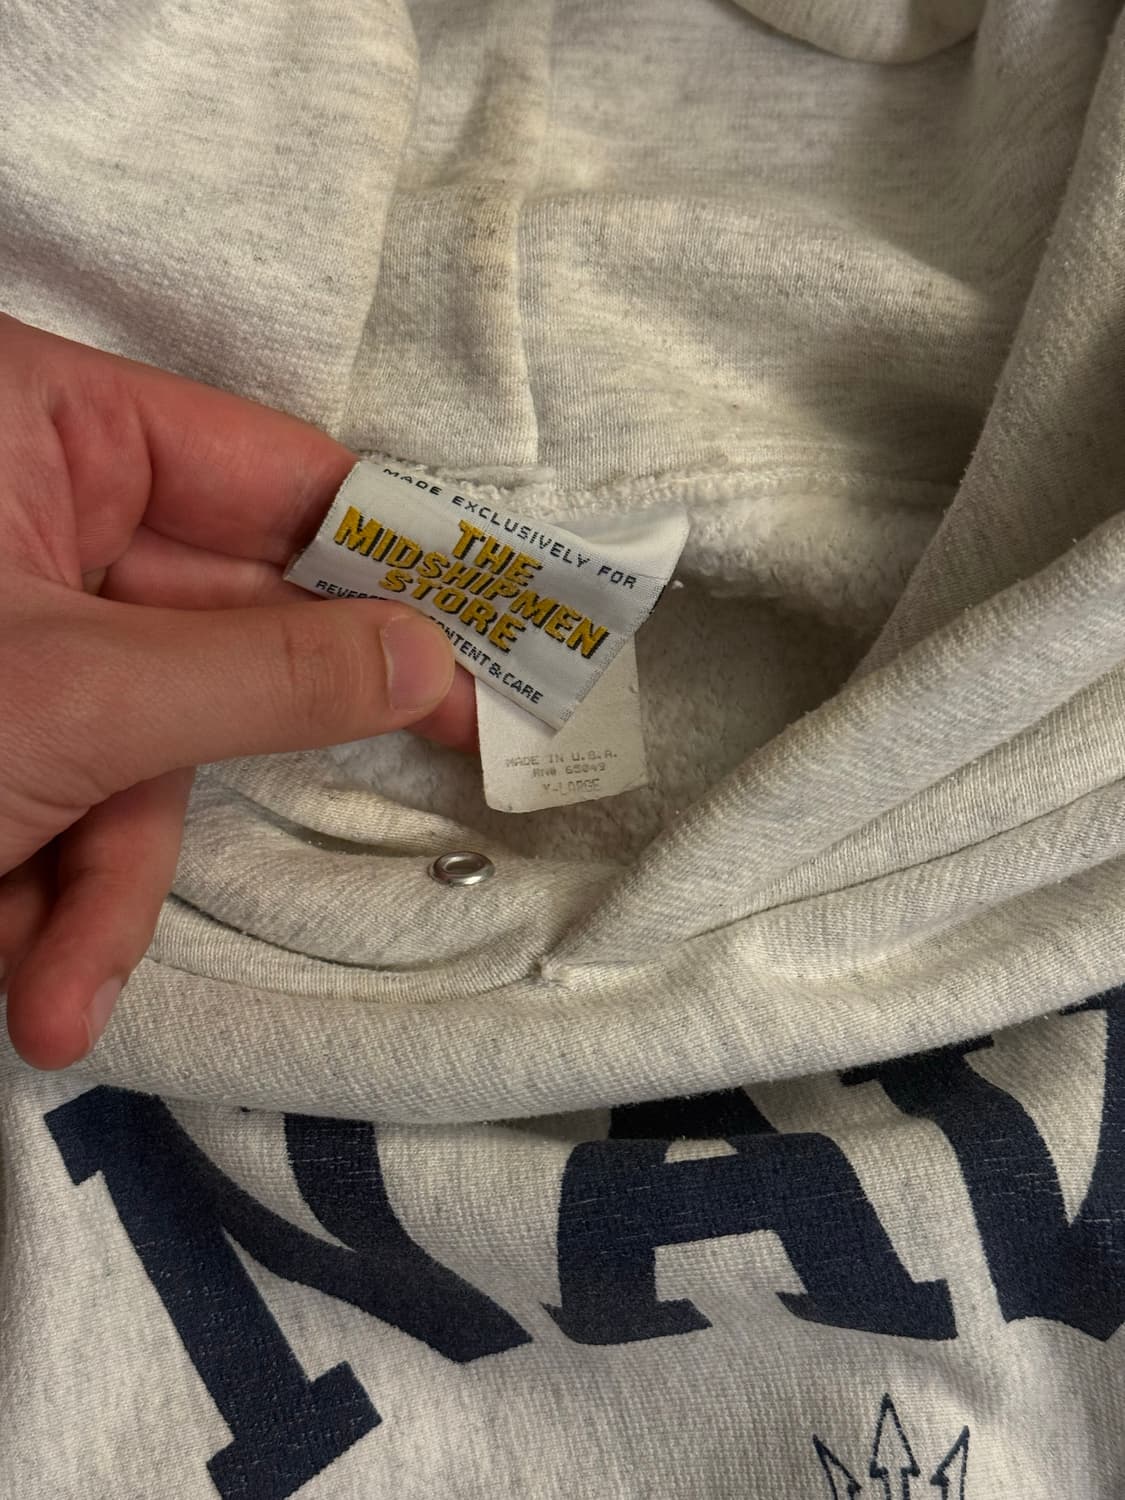 MADE EXCLUSIVELY FOR
THE
MIDSHIPMEN
STORE
CONTENT & CARE
MADE IN U.S.A.
RN# 65049
X-LARGE
NAV